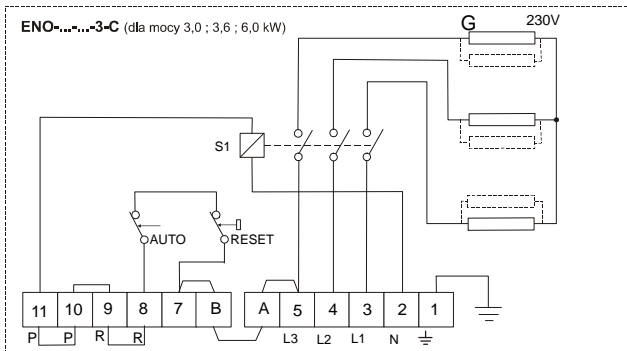 ENO-...-...-3-C (dla mocy 3,0 ; 3,6 ; 6,0 kW)
G 230V
S1
AUTO RESET
11 10 9 8 7 B A 5 4 3 2 1
P P R R L3 L2 L1 N